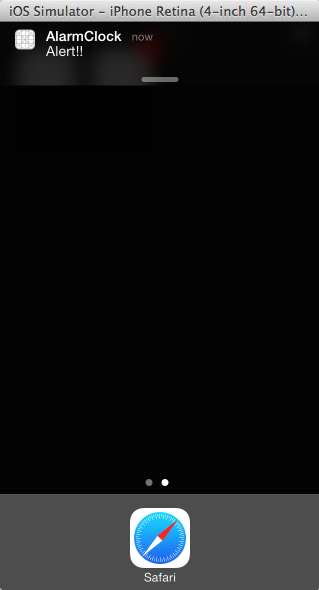 iOS Simulator – iPhone Retina (4-inch 64-bit)...
AlarmClock now
Alert!!
Safari